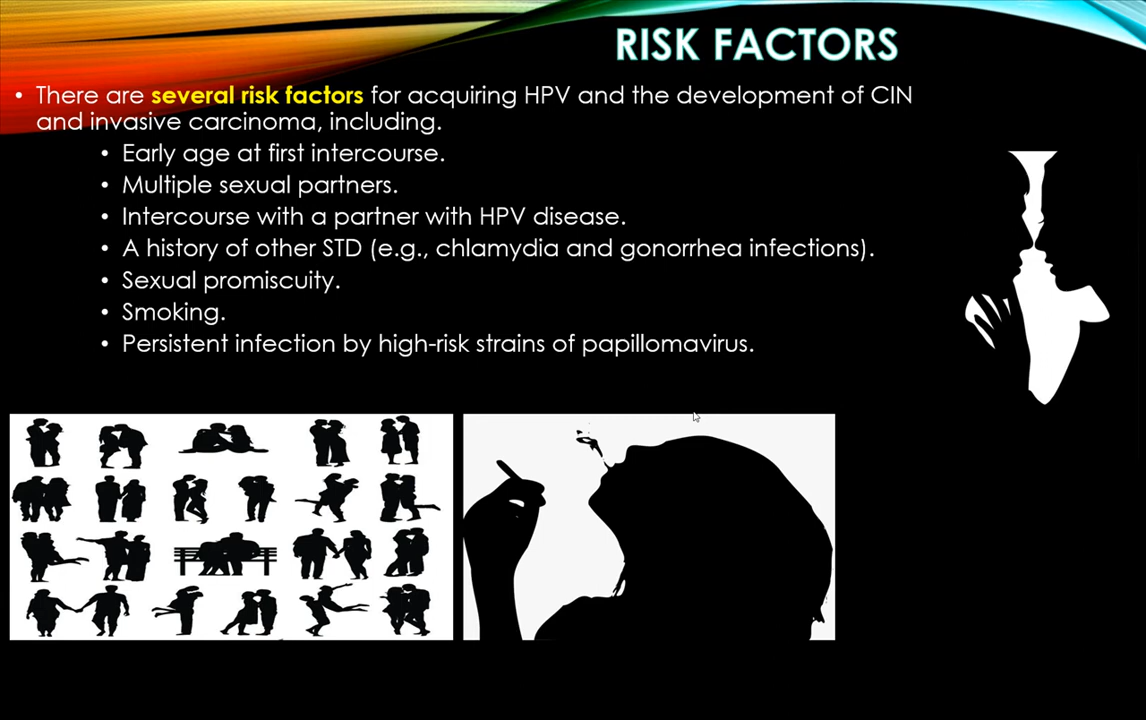 RISK FACTORS
• There are several risk factors for acquiring HPV and the development of CIN
and invasive carcinoma, including.
• Early age at first intercourse.
• Multiple sexual partners.
• Intercourse with a partner with HPV disease.
• A history of other STD (e.g., chlamydia and gonorrhea infections).
• Sexual promiscuity.
• Smoking.
• Persistent infection by high-risk strains of papillomavirus.